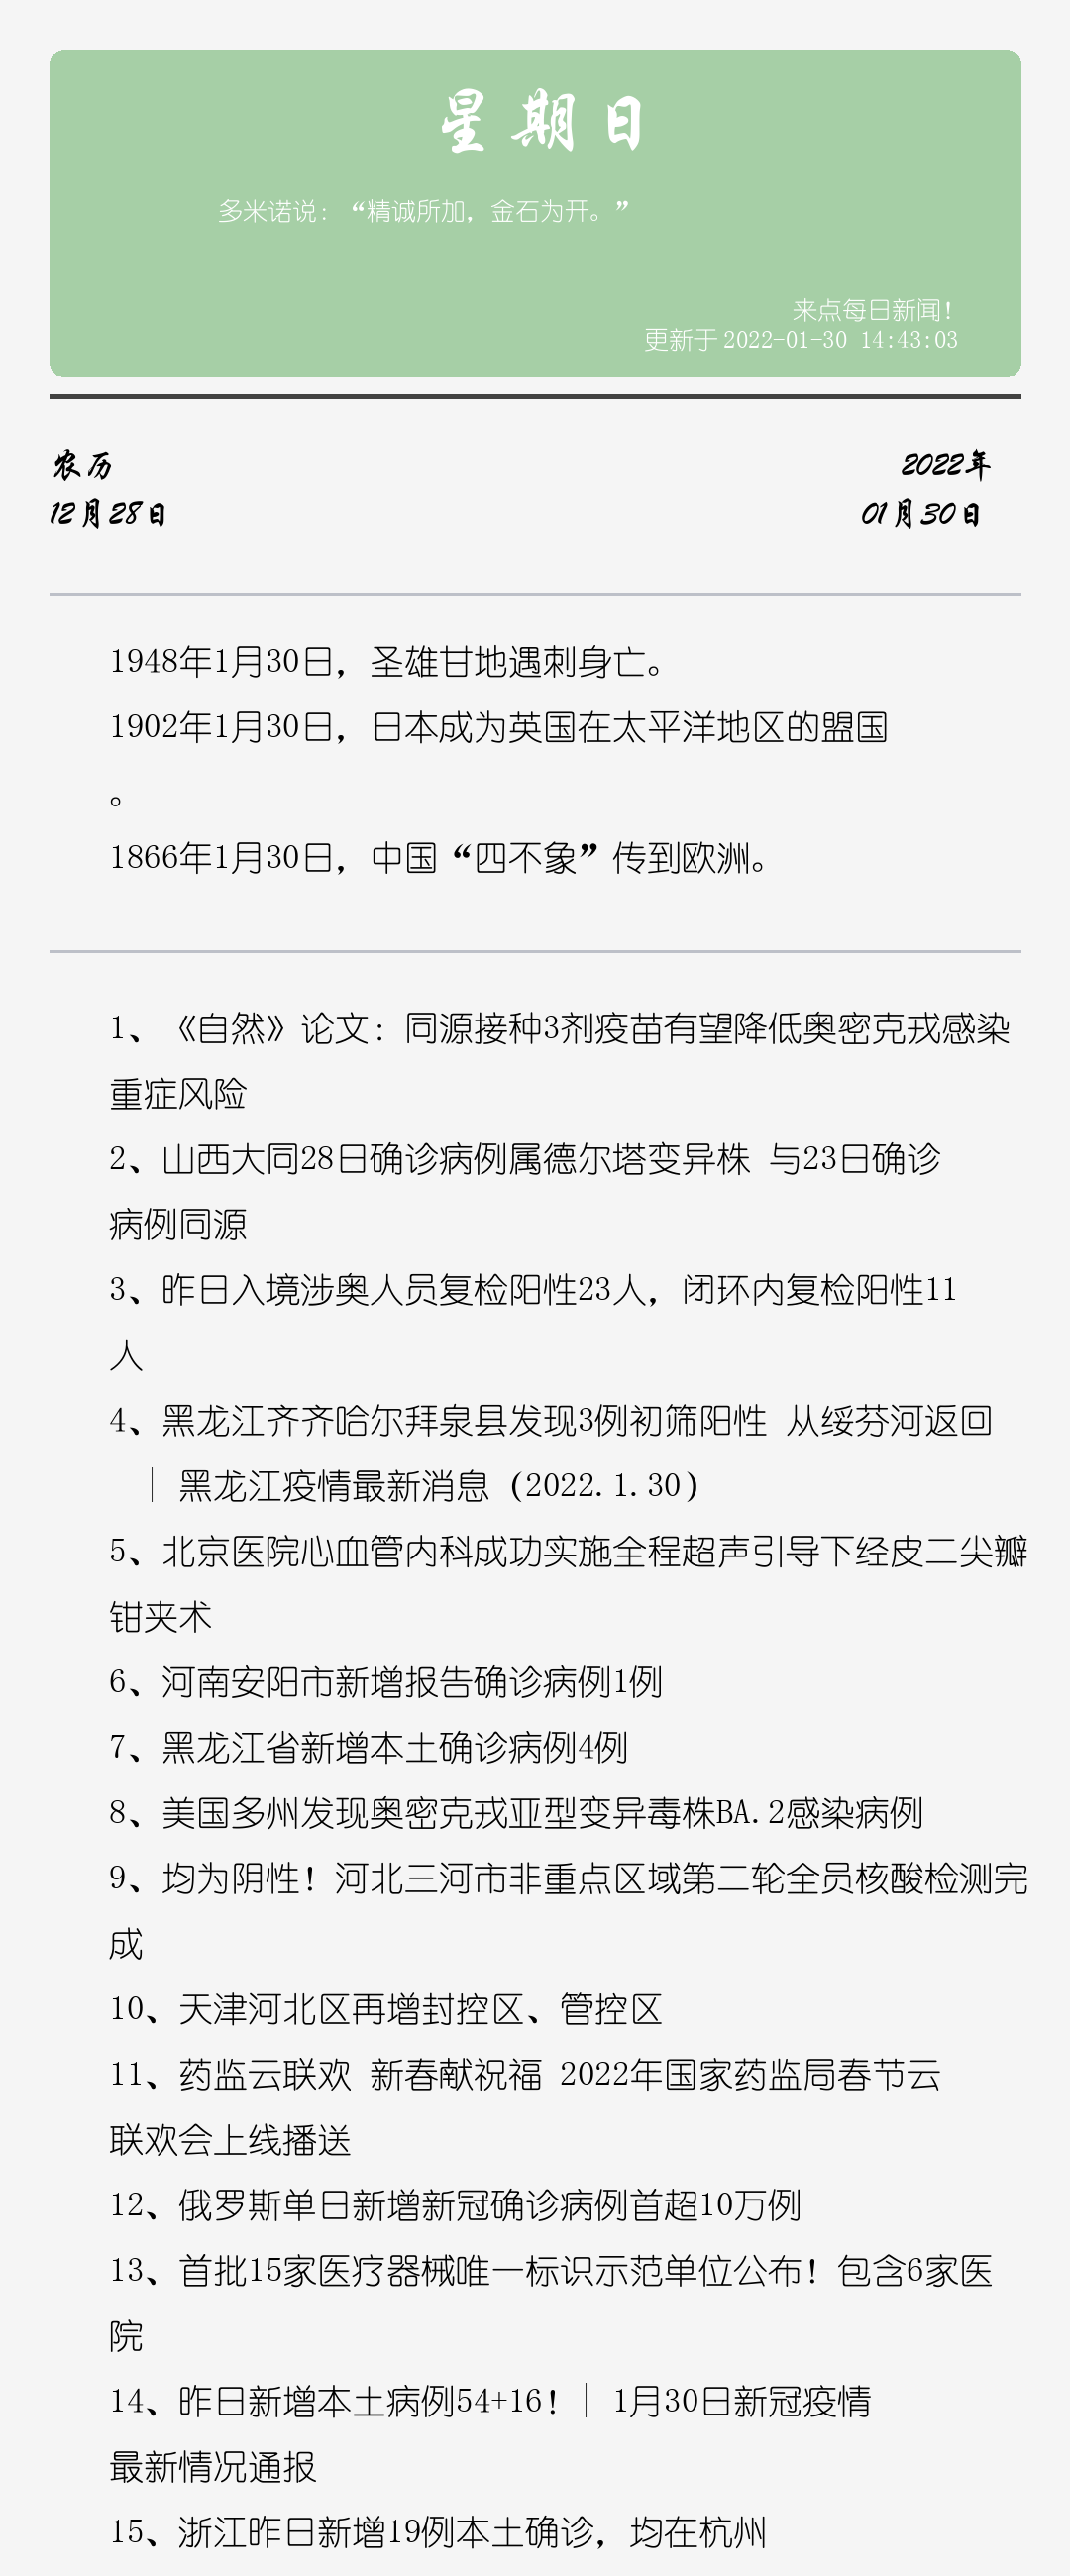 星期日
多米诺说：“精诚所加，金石为开。”
来点每日新闻！
更新于 2022-01-30 14:43:03
农历
2022年
12月28日
01月30日
1948年1月30日，圣雄甘地遇刺身亡。
1902年1月30日，日本成为英国在太平洋地区的盟国
。
1866年1月30日，中国“四不象”传到欧洲。
1、《自然》论文：同源接种3剂疫苗有望降低奥密克戎感染
重症风险
2、山西大同28日确诊病例属德尔塔变异株 与23日确诊
病例同源
3、昨日入境涉奥人员复检阳性23人，闭环内复检阳性11
人
4、黑龙江齐齐哈尔拜泉县发现3例初筛阳性 从绥芬河返回
｜黑龙江疫情最新消息（2022.1.30）
5、北京医院心血管内科成功实施全程超声引导下经皮二尖瓣
钳夹术
6、河南安阳市新增报告确诊病例1例
7、黑龙江省新增本土确诊病例4例
8、美国多州发现奥密克戎亚型变异毒株BA.2感染病例
9、均为阴性！河北三河市非重点区域第二轮全员核酸检测完
成
10、天津河北区再增封控区、管控区
11、药监云联欢 新春献祝福 2022年国家药监局春节云
联欢会上线播送
12、俄罗斯单日新增新冠确诊病例首超10万例
13、首批15家医疗器械唯一标识示范单位公布！包含6家医
院
14、昨日新增本土病例54+16！｜1月30日新冠疫情
最新情况通报
15、浙江昨日新增19例本土确诊，均在杭州